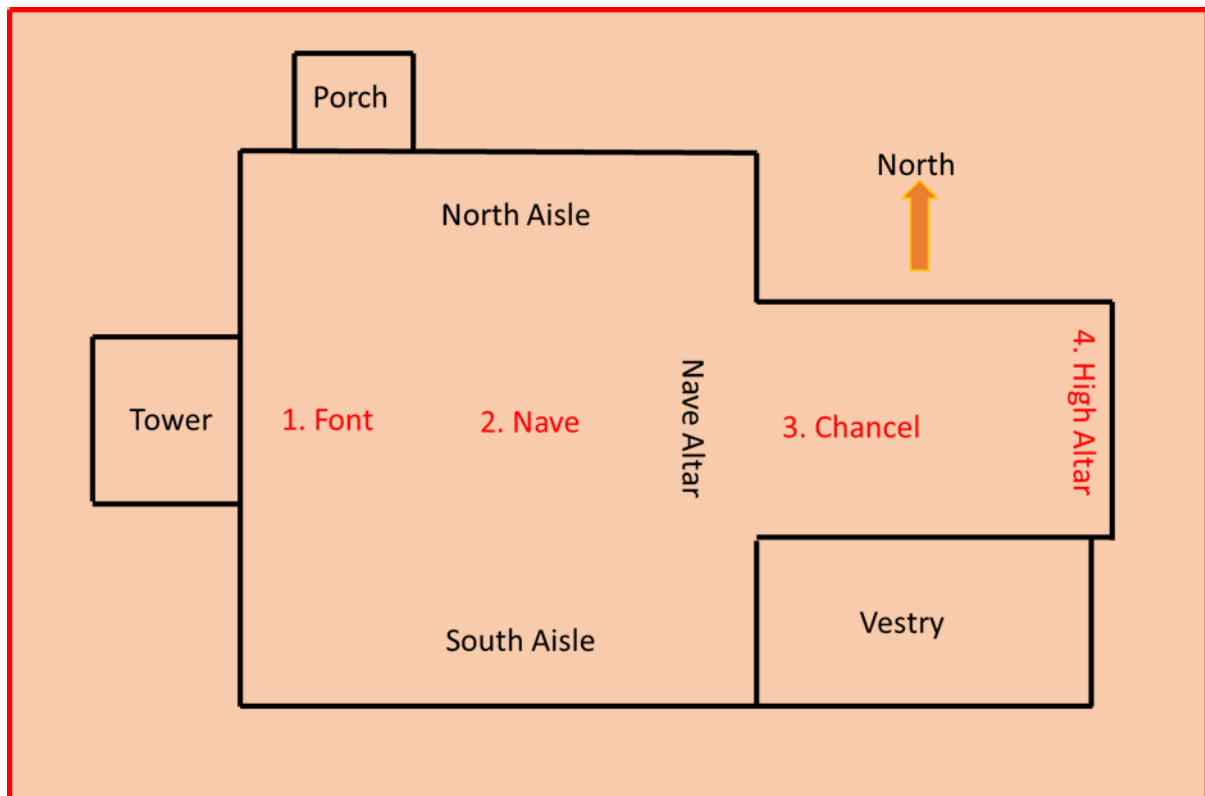 Porch
North
North Aisle
Tower
1. Font
2. Nave
Nave Altar
3. Chancel
4. High Altar
South Aisle
Vestry